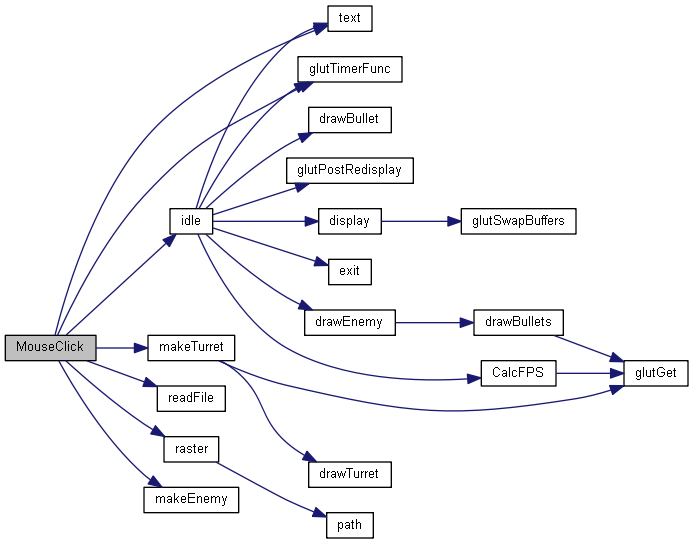 text
glutTimerFunc
drawBullet
glutPostRedisplay
idle
display
glutSwapBuffers
exit
drawEnemy
drawBullets
MouseClick
makeTurret
CalcFPS
glutGet
readFile
raster
drawTurret
makeEnemy
path